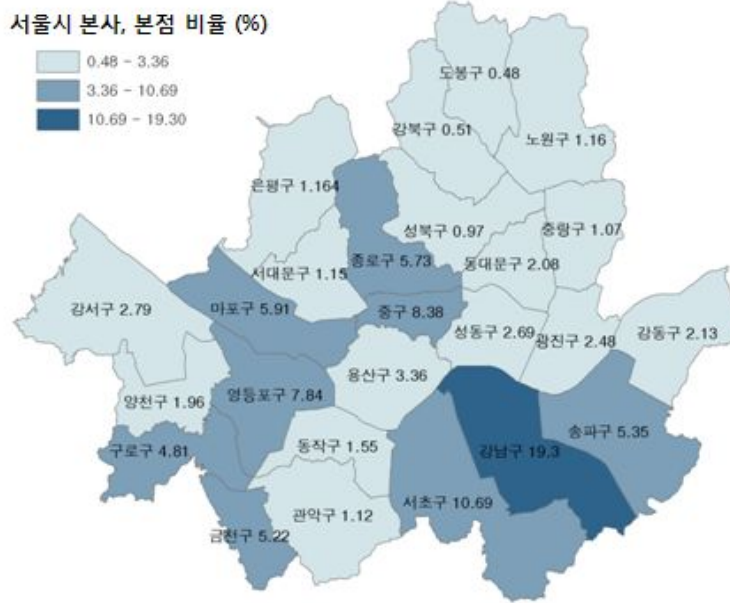 서울시 본사, 본점 비율 (%)
0.48 - 3.36
3.36 - 10.69
10.69 - 19.30
도봉구 0.48
강북구 0.51
노원구 1.16
은평구 1.164
성북구 0.97
중랑구 1.07
종로구 5.73
동대문구 2.08
서대문구 1.15
강서구 2.79
마포구 5.91
중구 8.38
성동구 2.69
광진구 2.48
강동구 2.13
용산구 3.36
양천구 1.96
영등포구 7.84
송파구 5.35
구로구 4.81
동작구 1.55
강남구 19.3
서초구 10.69
관악구 1.12
금천구 5.22